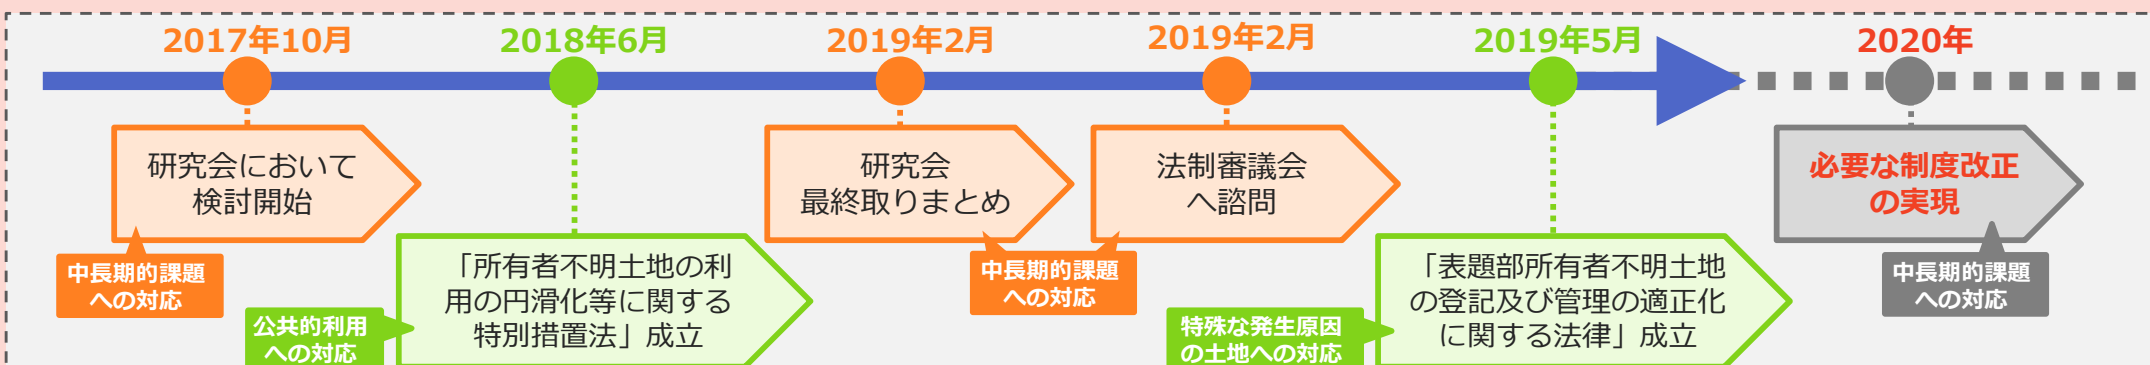 2017年10月
2018年6月
2019年2月
2019年2月
2019年5月
2020年
研究会において
検討開始
中長期的課題
への対応
「所有者不明土地の利
用の円滑化等に関する
特別措置法」成立
公共的利用
への対応
研究会
最終取りまとめ
法制審議会
へ諮問
中長期的課題
への対応
「表題部所有者不明土地
の登記及び管理の適正化
に関する法律」成立
特殊な発生原因
の土地への対応
必要な制度改正
の実現
中長期的課題
への対応